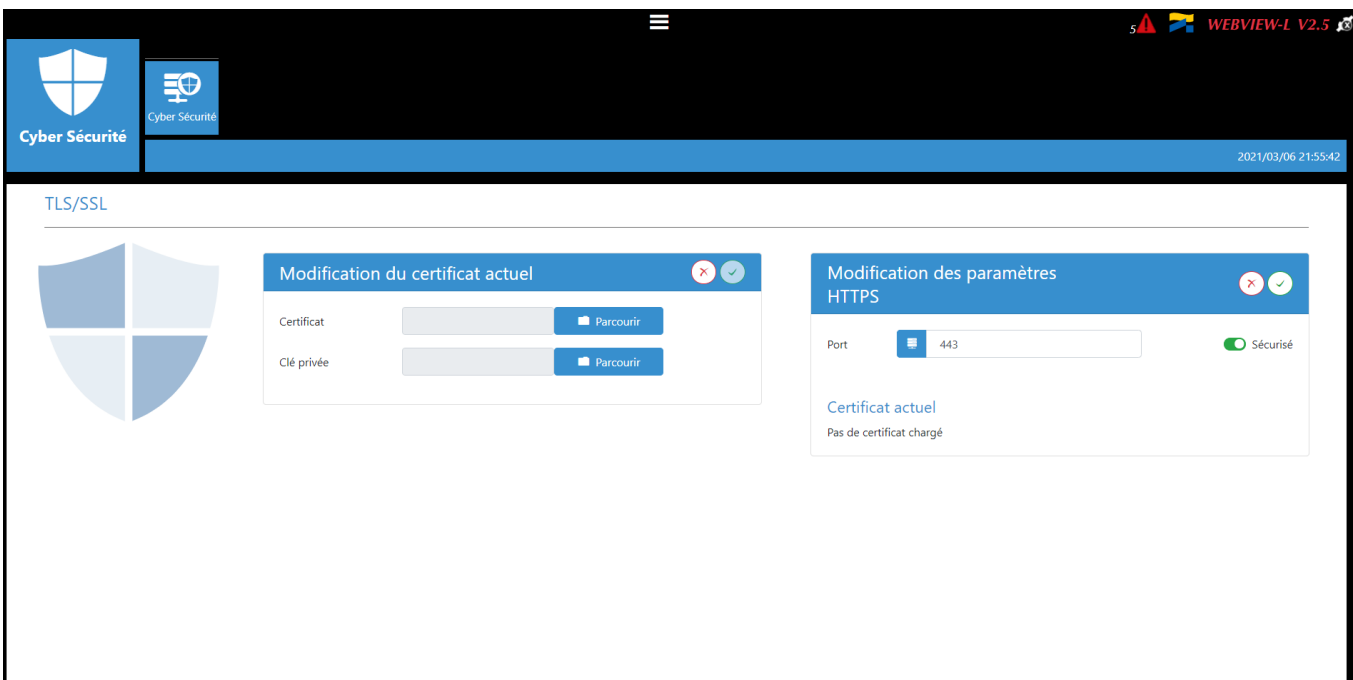 5 WEBVIEW-L V2.5
Cyber Sécurité
Cyber Sécurité
2021/03/06 21:55:42
TLS/SSL
Modification du certificat actuel
Certificat Parcourir
Clé privée Parcourir
Modification des paramètres
HTTPS
Port 443 Sécurisé
Certificat actuel
Pas de certificat chargé